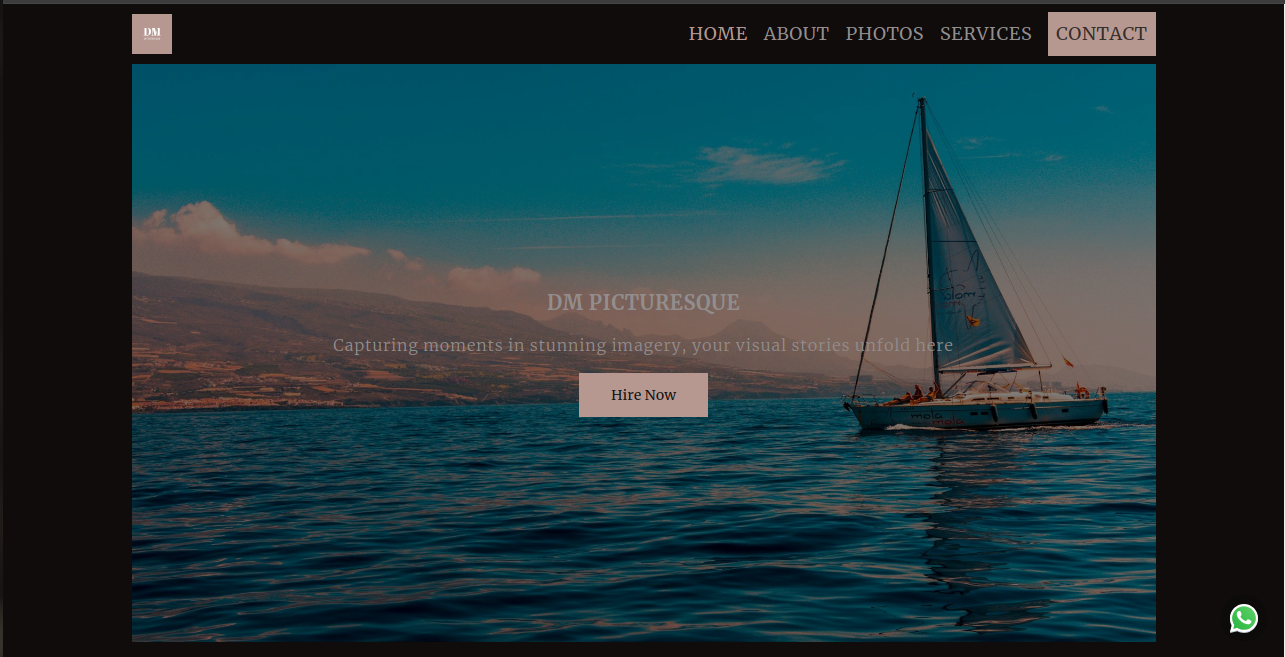 DM
HOME ABOUT PHOTOS SERVICES CONTACT
DM PICTURESQUE
Capturing moments in stunning imagery, your visual stories unfold here
Hire Now
mola